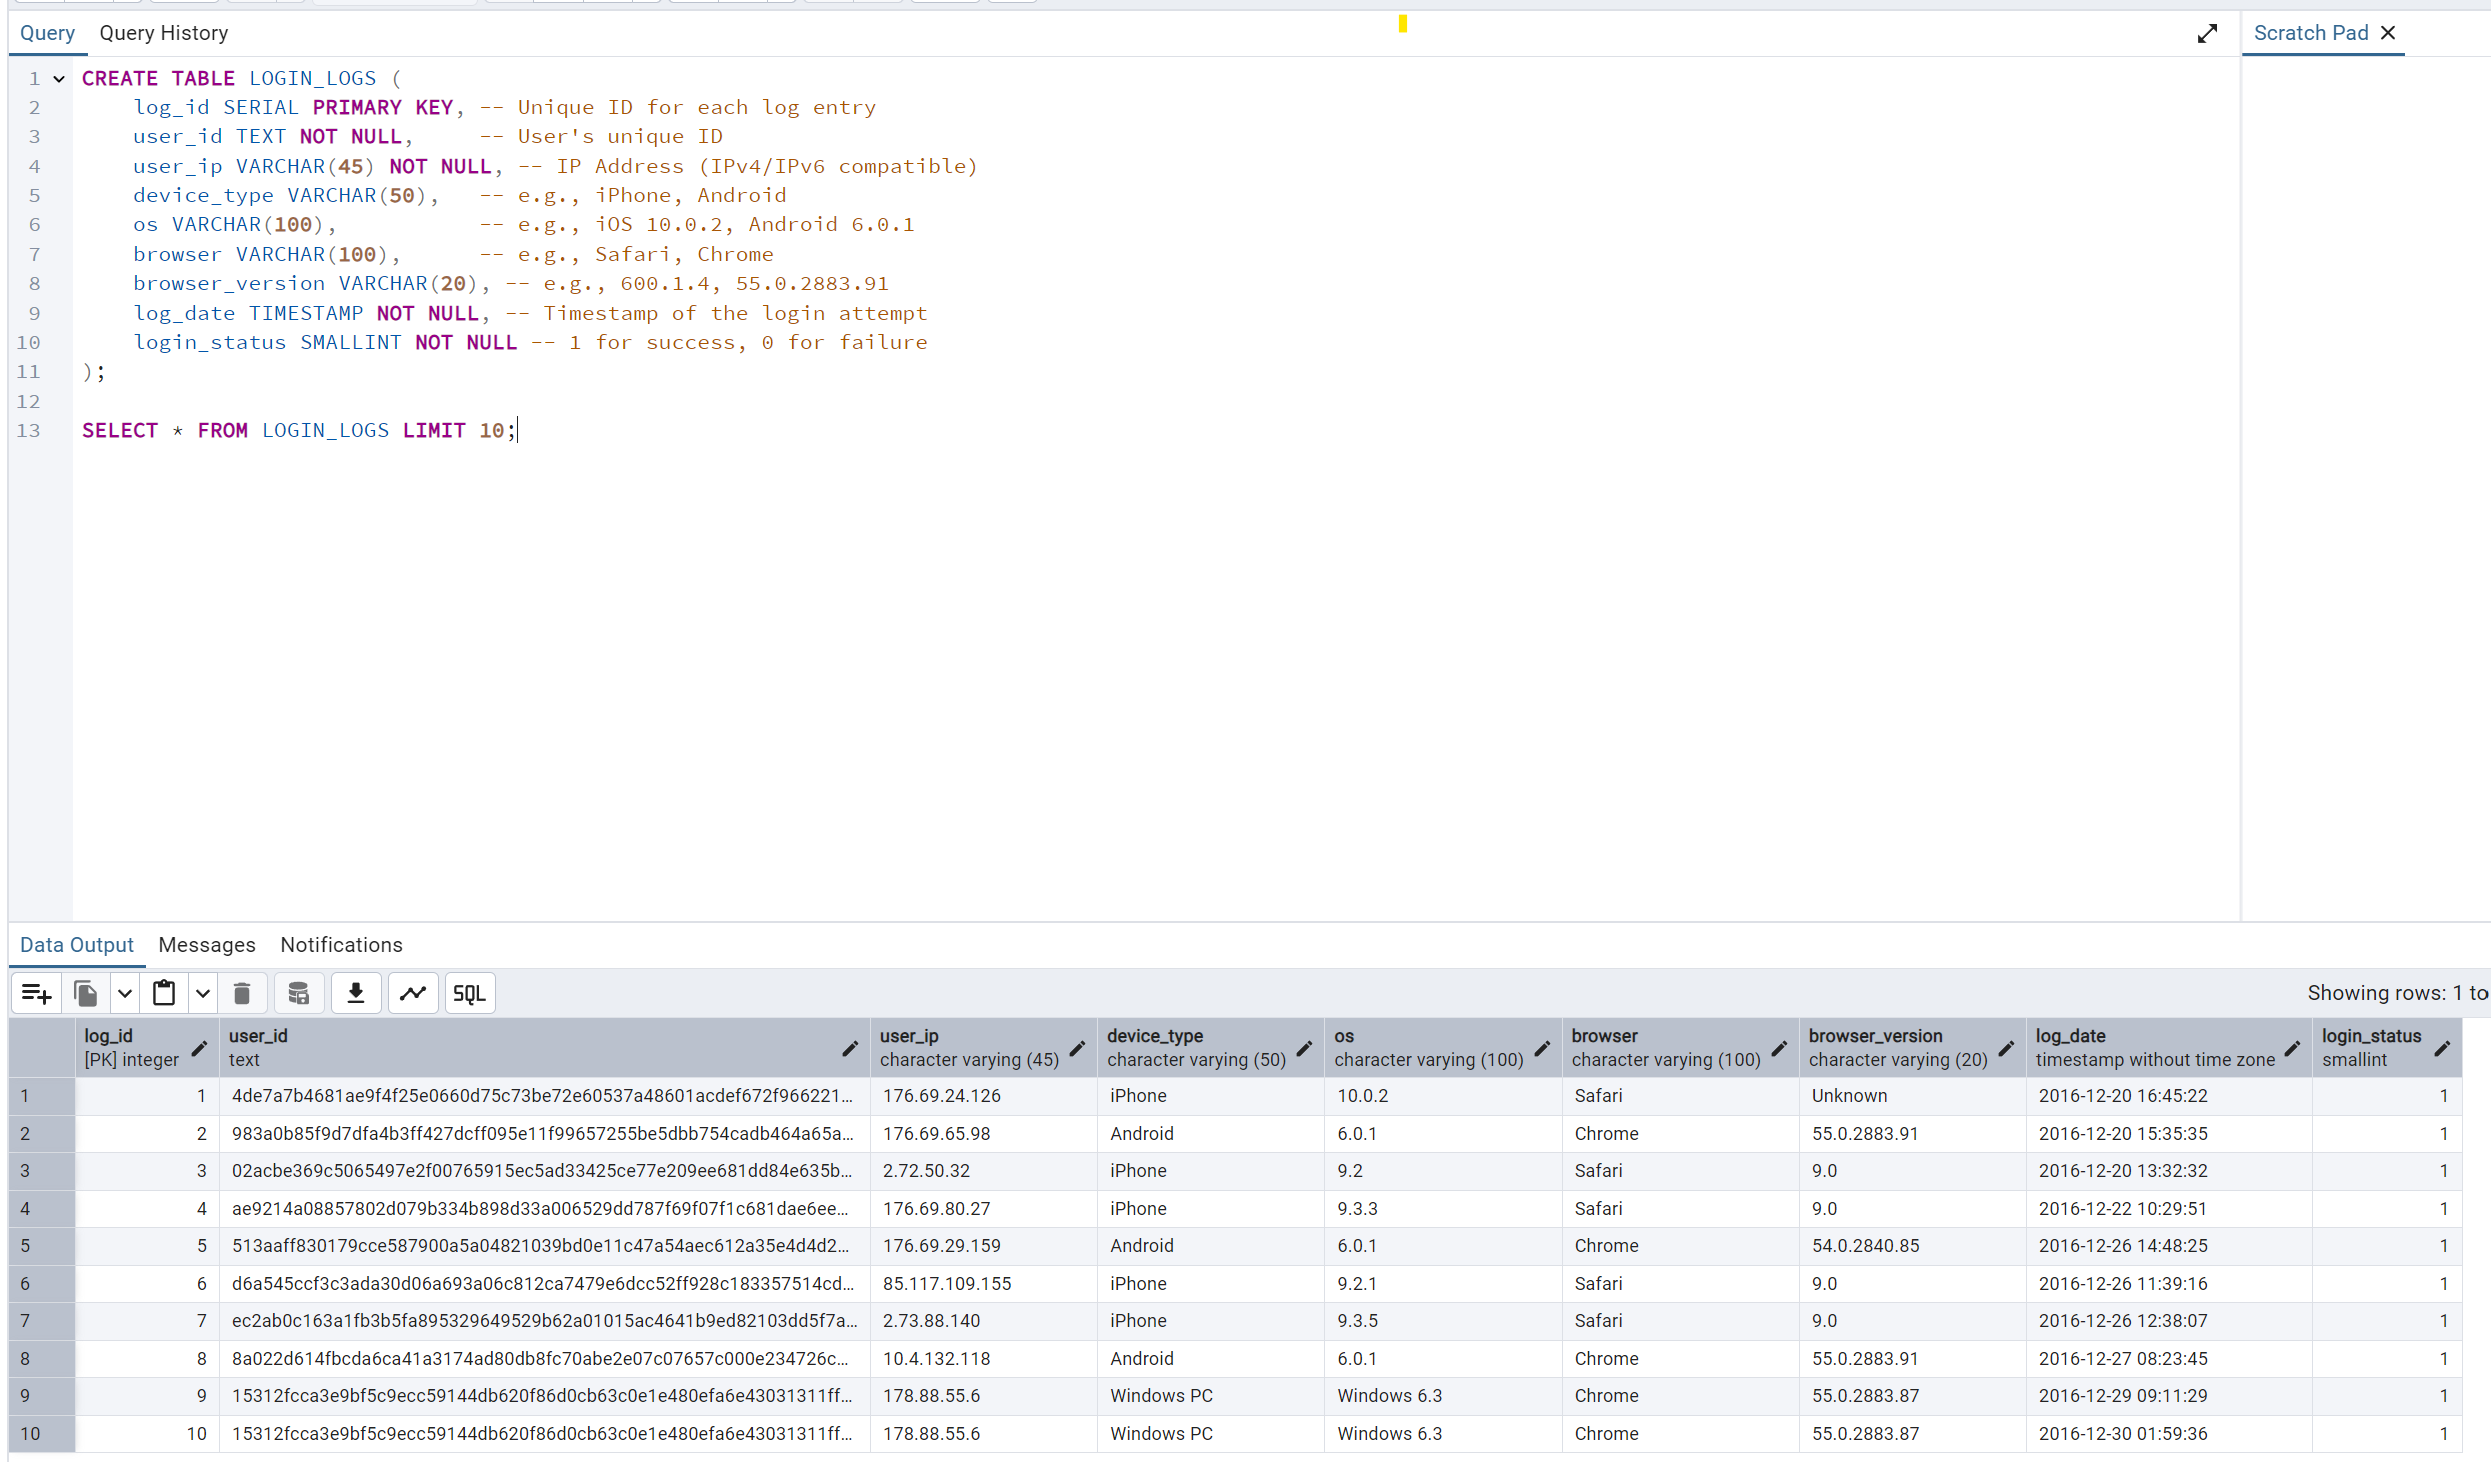 Query Query History Scratch Pad
1 CREATE TABLE LOGIN_LOGS (
2 log_id SERIAL PRIMARY KEY, -- Unique ID for each log entry
3 user_id TEXT NOT NULL, -- User's unique ID
4 user_ip VARCHAR(45) NOT NULL, -- IP Address (IPv4/IPv6 compatible)
5 device_type VARCHAR(50), -- e.g., iPhone, Android
6 os VARCHAR(100), -- e.g., iOS 10.0.2, Android 6.0.1
7 browser VARCHAR(100), -- e.g., Safari, Chrome
8 browser_version VARCHAR(20), -- e.g., 600.1.4, 55.0.2883.91
9 log_date TIMESTAMP NOT NULL, -- Timestamp of the login attempt
10 login_status SMALLINT NOT NULL -- 1 for success, 0 for failure
11 );
12
13 SELECT * FROM LOGIN_LOGS LIMIT 10;
Data Output Messages Notifications
SQL Showing rows: 1 to
log_id user_id user_ip device_type os browser browser_version log_date login_status
[PK] integer text character varying (45) character varying (50) character varying (100) character varying (100) character varying (20) timestamp without time zone smallint
1 1 4de7a7b4681ae9f4f25e0660d75c73be72e60537a48601acdef672f966221... 176.69.24.126 iPhone 10.0.2 Safari Unknown 2016-12-20 16:45:22 1
2 2 983a0b85f9d7dfa4b3ff427dcff095e11f99657255be5dbb754cadb464a65a... 176.69.65.98 Android 6.0.1 Chrome 55.0.2883.91 2016-12-20 15:35:35 1
3 3 02acbe369c5065497e2f00765915ec5ad33425ce77e209ee681dd84e635b... 2.72.50.32 iPhone 9.2 Safari 9.0 2016-12-20 13:32:32 1
4 4 ae9214a08857802d079b334b898d33a006529dd787f69f07f1c681dae6ee... 176.69.80.27 iPhone 9.3.3 Safari 9.0 2016-12-22 10:29:51 1
5 5 513aaff830179cce587900a5a04821039bd0e11c47a54aec612a35e4d4d2... 176.69.29.159 Android 6.0.1 Chrome 54.0.2840.85 2016-12-26 14:48:25 1
6 6 d6a545ccf3c3ada30d06a693a06c812ca7479e6dcc52ff928c183357514cd... 85.117.109.155 iPhone 9.2.1 Safari 9.0 2016-12-26 11:39:16 1
7 7 ec2ab0c163a1fb3b5fa895329649529b62a01015ac4641b9ed82103dd5f7a... 2.73.88.140 iPhone 9.3.5 Safari 9.0 2016-12-26 12:38:07 1
8 8 8a022d614fbcda6ca41a3174ad80db8fc70abe2e07c07657c000e234726c... 10.4.132.118 Android 6.0.1 Chrome 55.0.2883.91 2016-12-27 08:23:45 1
9 9 15312fcca3e9bf5c9ecc59144db620f86d0cb63c0e1e480efa6e43031311ff... 178.88.55.6 Windows PC Windows 6.3 Chrome 55.0.2883.87 2016-12-29 09:11:29 1
10 10 15312fcca3e9bf5c9ecc59144db620f86d0cb63c0e1e480efa6e43031311ff... 178.88.55.6 Windows PC Windows 6.3 Chrome 55.0.2883.87 2016-12-30 01:59:36 1